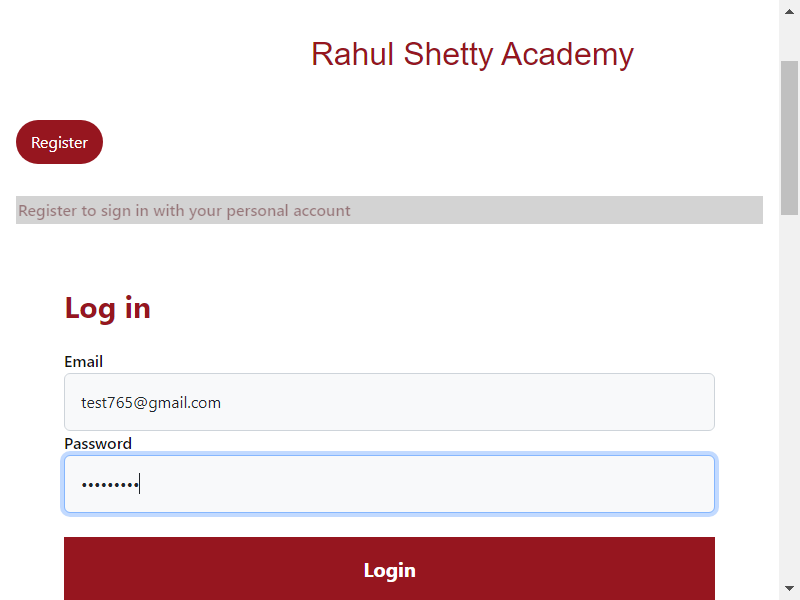 Rahul Shetty Academy
Register
Register to sign in with your personal account
Log in
Email
test765@gmail.com
Password
•••••••••
Login